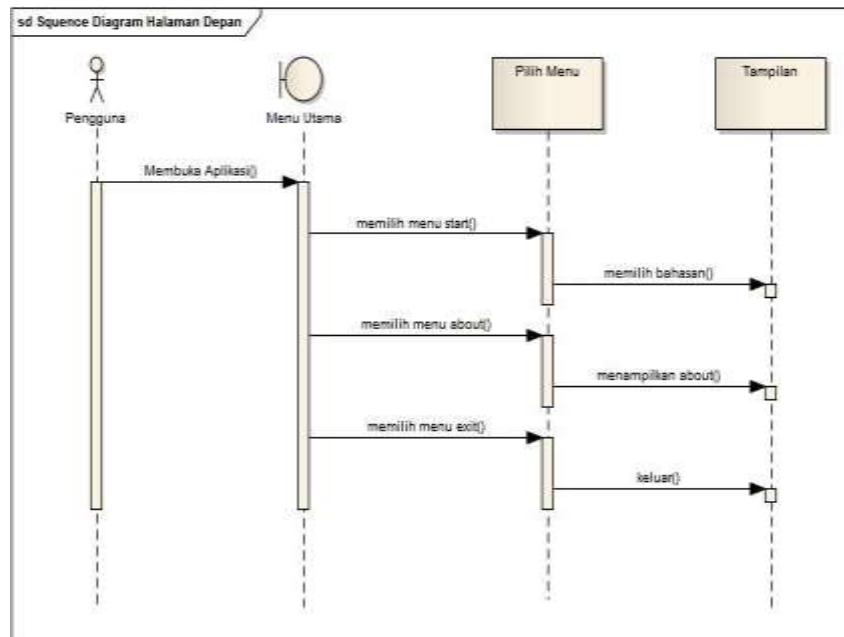 sd Squence Diagram Halaman Depan
Pengguna
Menu Utama
Pilih Menu
Tampilan
Membuka Aplikasi()
memilih menu start()
memilih bahasan()
memilih menu about()
menampilkan about()
memilih menu exit()
keluar()